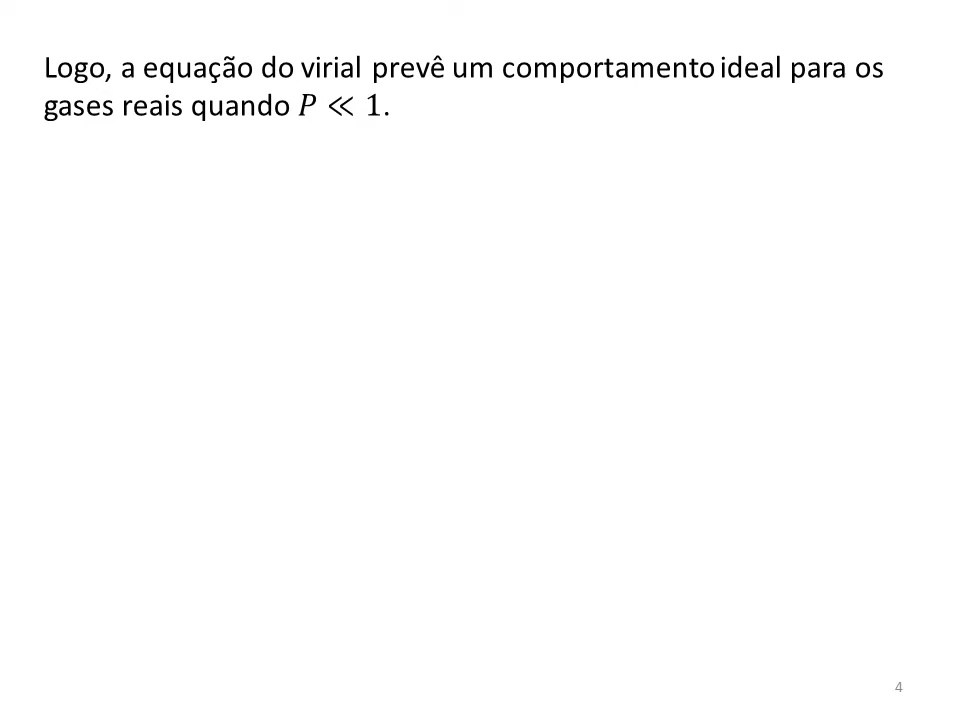 Logo, a equação do virial prevê um comportamento ideal para os
gases reais quando 𝑃 ≪ 1.
4